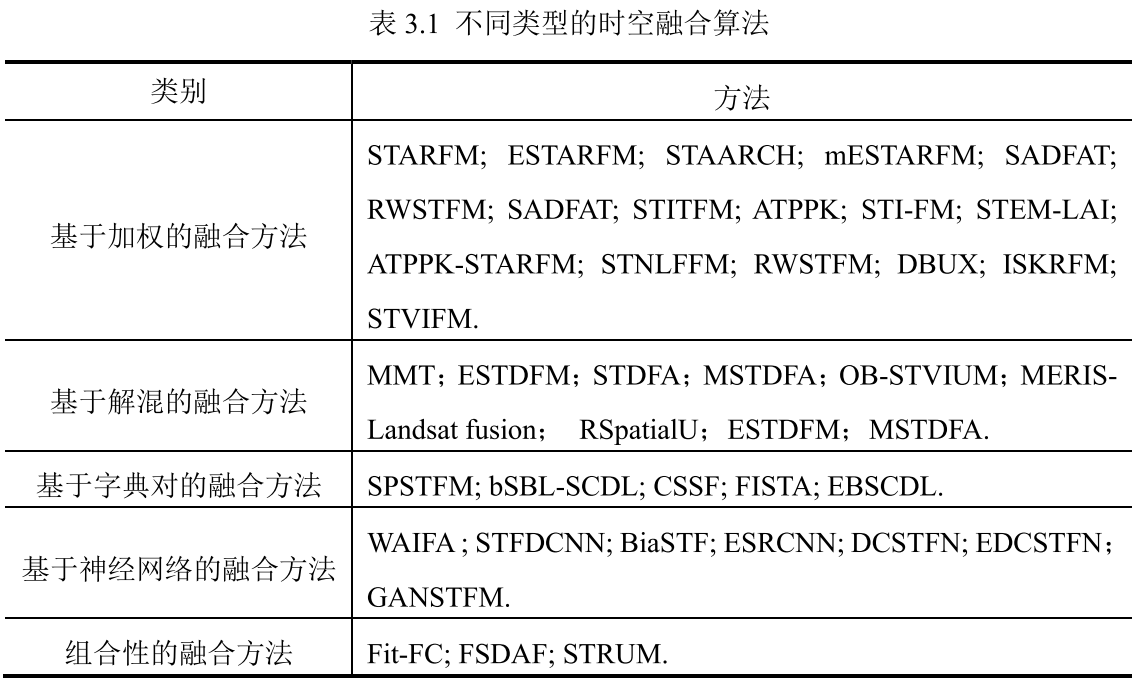 表 3.1 不同类型的时空融合算法
类别
方法
基于加权的融合方法
STARFM; ESTARFM; STAARCH; mESTARFM; SADFAT;
RWSTFM; SADFAT; STITFM; ATPPK; STI-FM; STEM-LAI;
ATPPK-STARFM; STNLFFM; RWSTFM; DBUX; ISKRFM;
STVIFM.
基于解混的融合方法
MMT；ESTDFM；STDFA；MSTDFA；OB-STVIUM；MERIS-
Landsat fusion； RSpatialU；ESTDFM；MSTDFA.
基于字典对的融合方法
SPSTFM; bSBL-SCDL; CSSF; FISTA; EBSCDL.
基于神经网络的融合方法
WAIFA ; STFDCNN; BiaSTF; ESRCNN; DCSTFN; EDCSTFN；
GANSTFM.
组合性的融合方法
Fit-FC; FSDAF; STRUM.